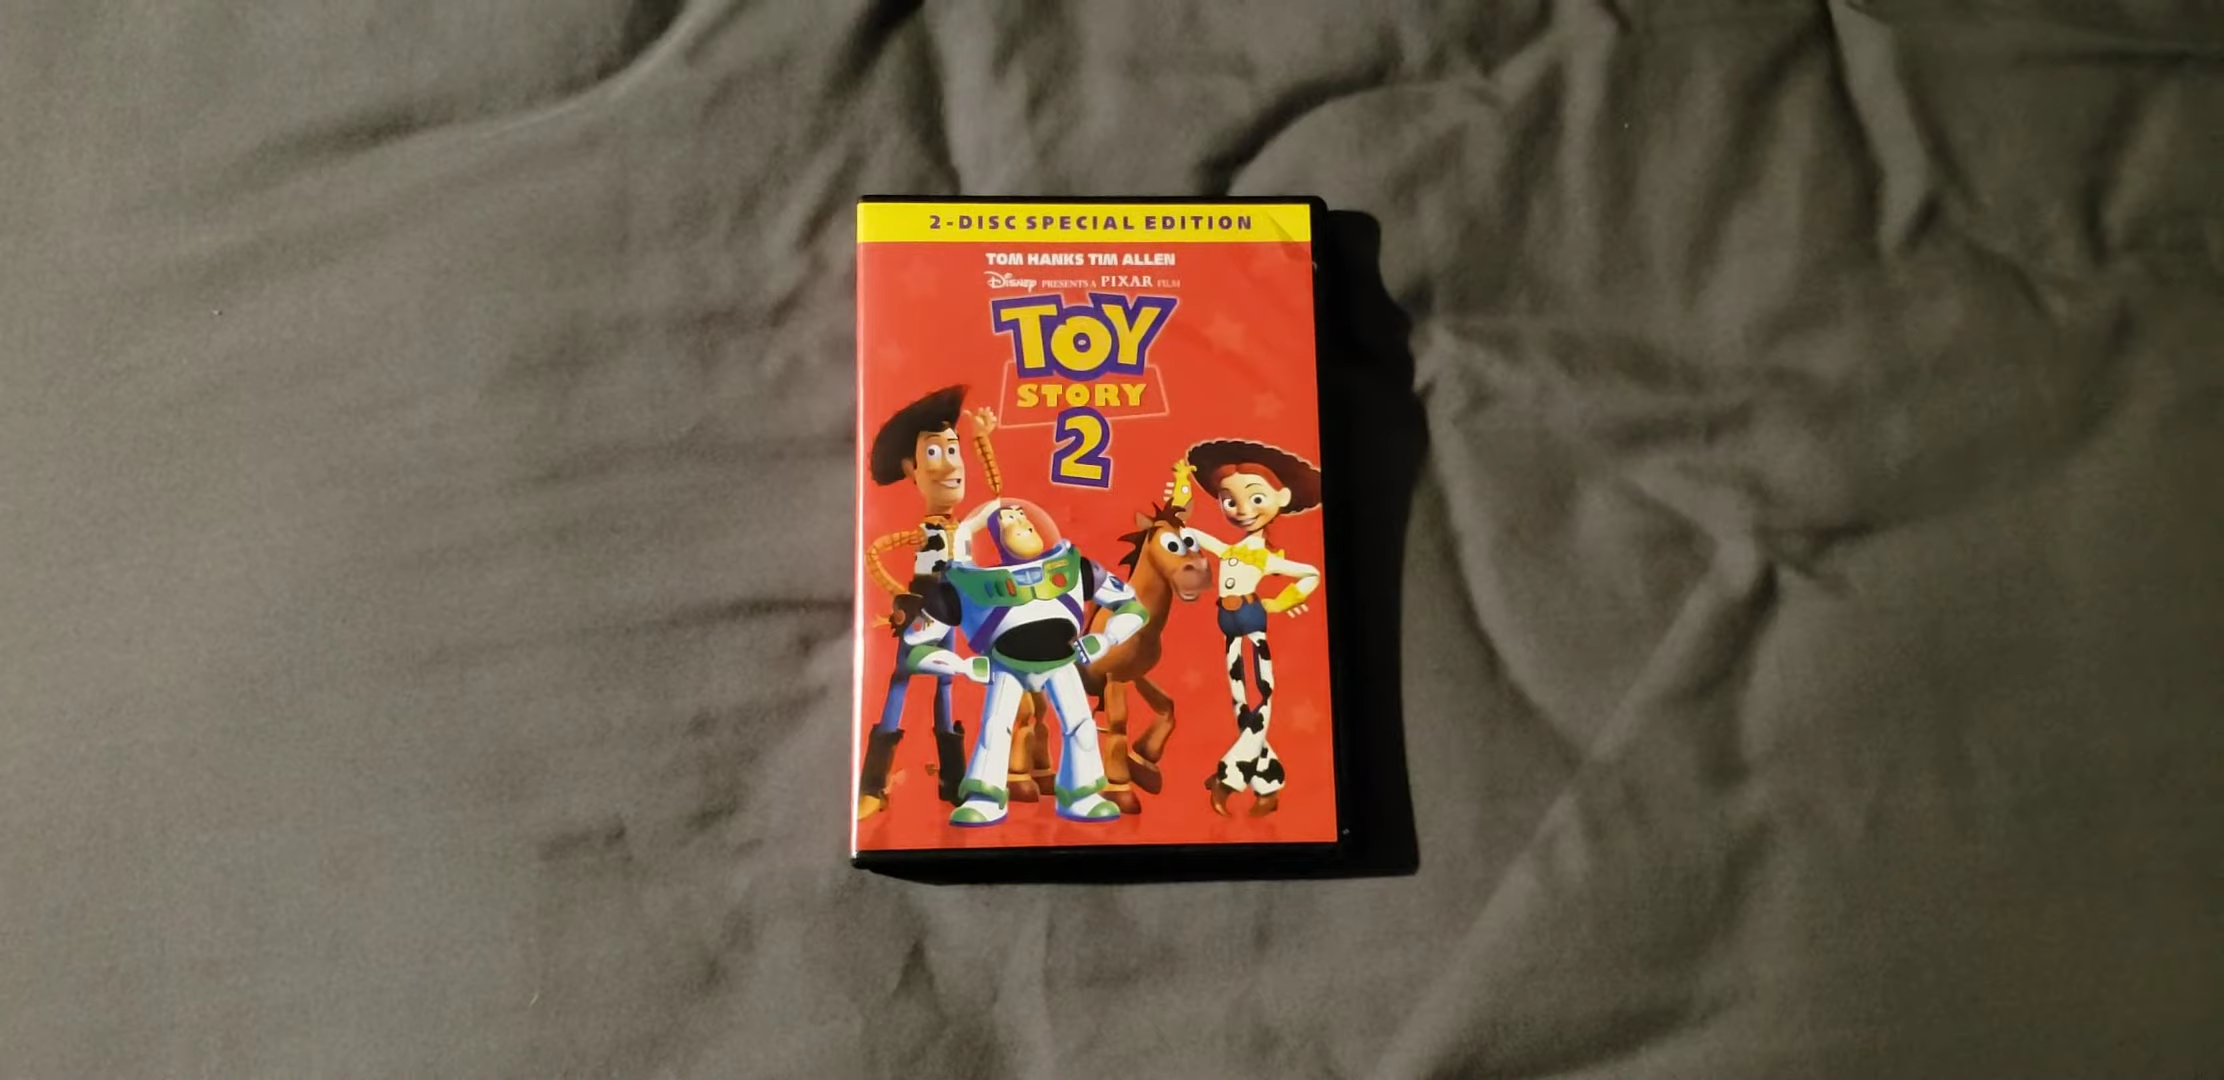 2-DISC SPECIAL EDITION
TOM HANKS TIM ALLEN
Disney PRESENTS A PIXAR FILM
TOY
STORY
2